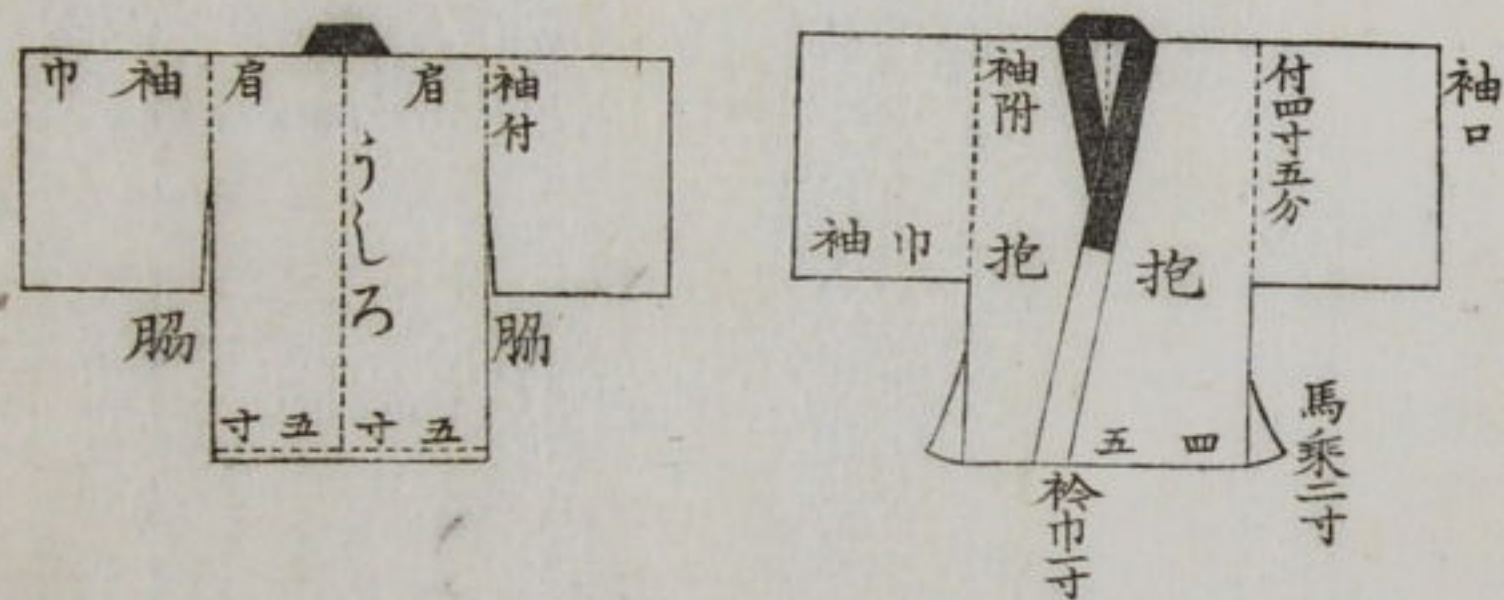 袖口
付四寸五分
袖附
抱
抱
袖巾
四五
馬乗二寸
衿巾一寸
袖付
肩
肩
袖巾
うしろ
脇
脇
五寸
五寸